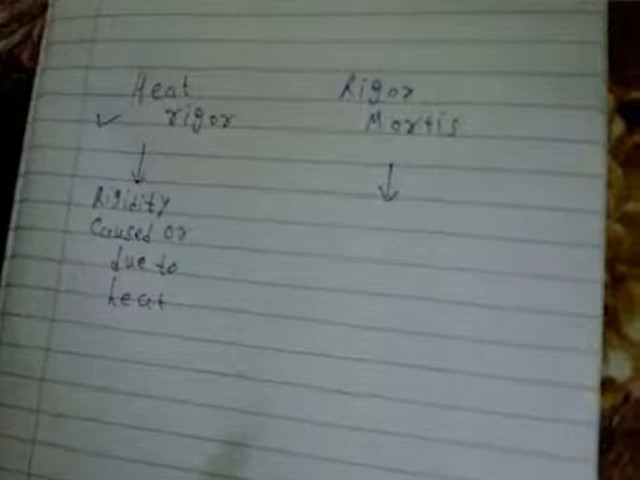 Heat
rigor
Rigor
Mortis
Rigidity
Caused or
due to
heat